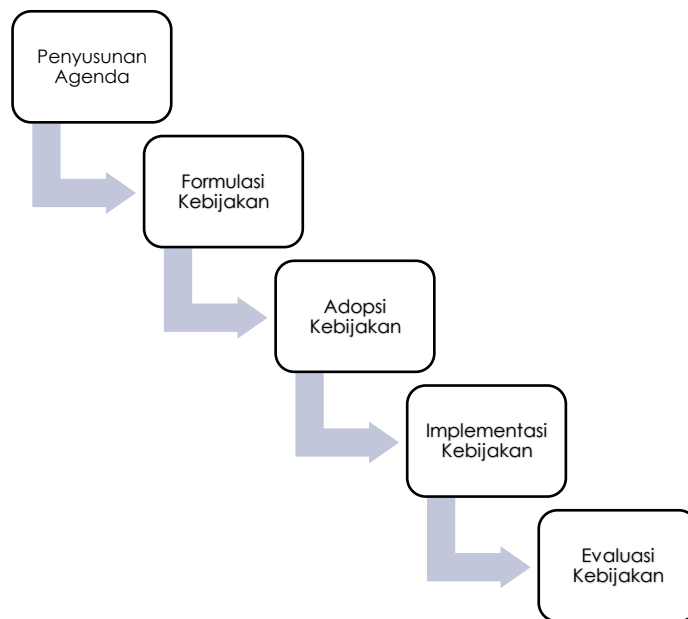 Penyusunan
Agenda
Formulasi
Kebijakan
Adopsi
Kebijakan
Implementasi
Kebijakan
Evaluasi
Kebijakan